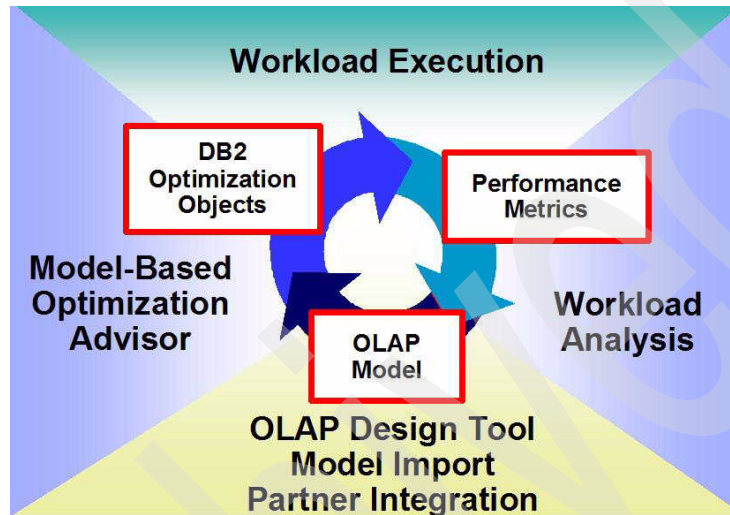 Workload Execution
DB2
Optimization
Objects
Performance
Metrics
Model-Based
Optimization
Advisor
Workload
Analysis
OLAP
Model
OLAP Design Tool
Model Import
Partner Integration